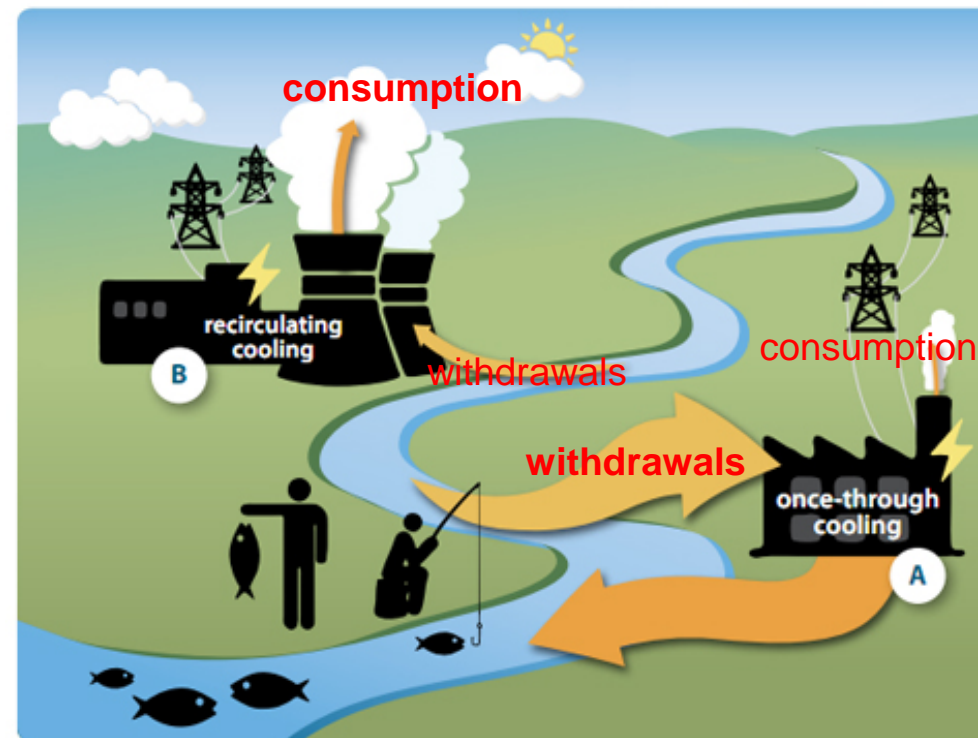 consumption
recirculating
cooling
B
withdrawals
consumption
withdrawals
once-through
cooling
A